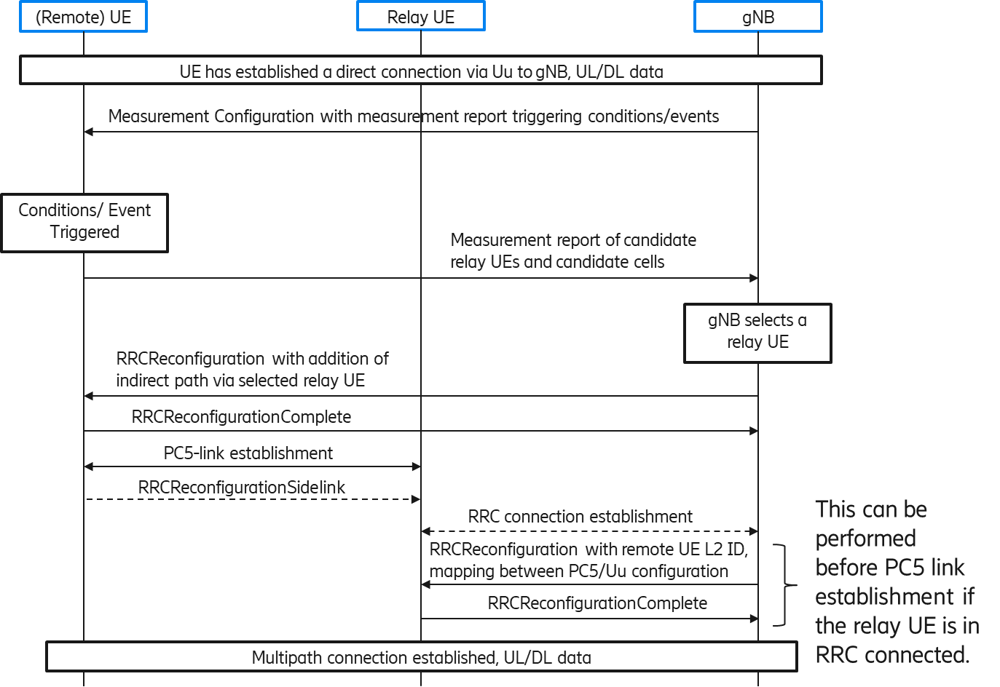 (Remote) UE
Relay UE
gNB
UE has established a direct connection via Uu to gNB, UL/DL data
Measurement Configuration with measurement report triggering conditions/events
Conditions/ Event
Triggered
Measurement report of candidate
relay UEs and candidate cells
gNB selects a
relay UE
RRCReconfiguration with addition of
indirect path via selected relay UE
RRCReconfigurationComplete
PC5-link establishment
RRCReconfigurationSidelink
RRC connection establishment
RRCReconfiguration with remote UE L2 ID,
mapping between PC5/Uu configuration
RRCReconfigurationComplete
This can be
performed
before PC5 link
establishment if
the relay UE is in
RRC connected.
Multipath connection established, UL/DL data